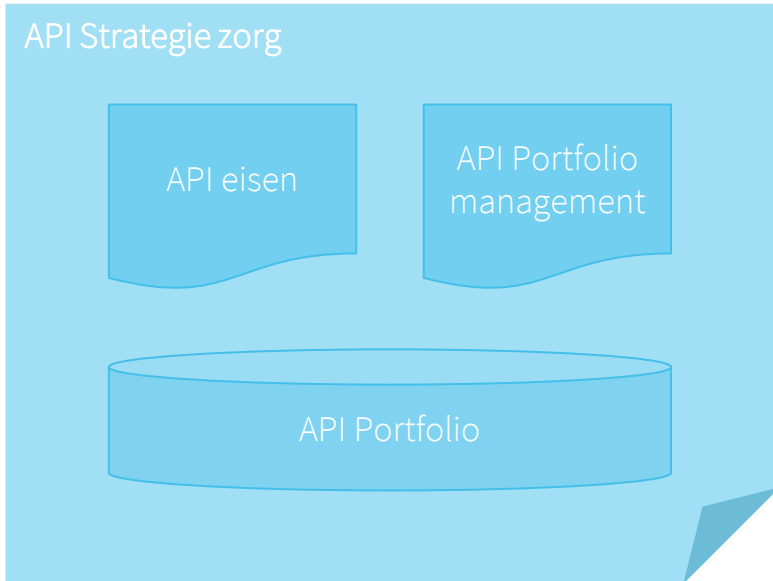 API Strategie zorg
API eisen
API Portfolio
management
API Portfolio